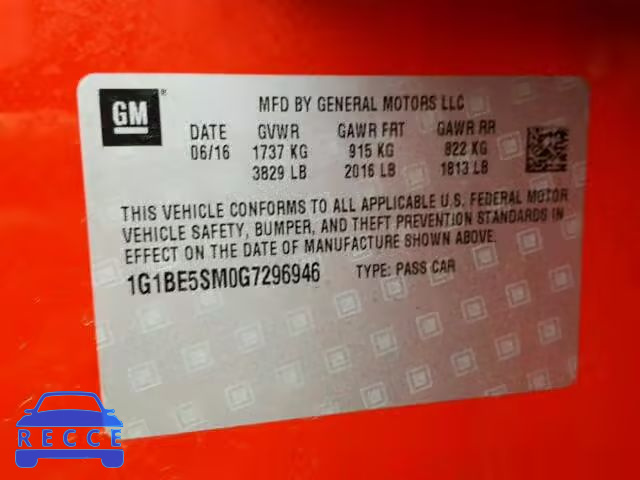 GM
MFD BY GENERAL MOTORS LLC
DATE GVWR GAWR FRT GAWR RR
06/16 1737 KG 915 KG 822 KG
3829 LB 2016 LB 1813 LB
THIS VEHICLE CONFORMS TO ALL APPLICABLE U.S. FEDERAL MOTOR
VEHICLE SAFETY, BUMPER, AND THEFT PREVENTION STANDARDS IN
EFFECT ON THE DATE OF MANUFACTURE SHOWN ABOVE.
1G1BE5SM0G7296946 TYPE: PASS CAR
RECCE